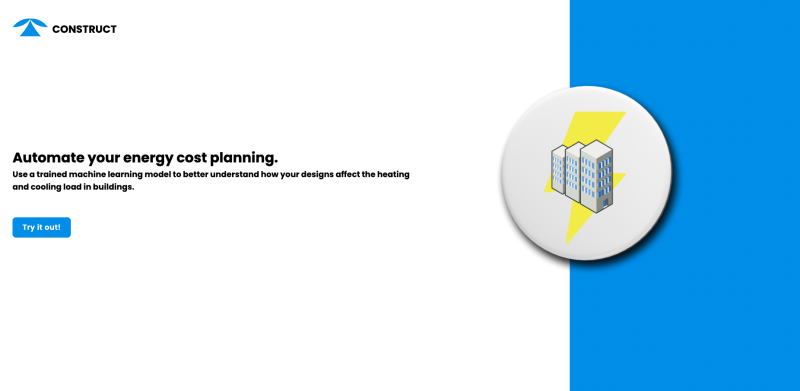 CONSTRUCT
Automate your energy cost planning.
Use a trained machine learning model to better understand how your designs affect the heating
and cooling load in buildings.
Try it out!